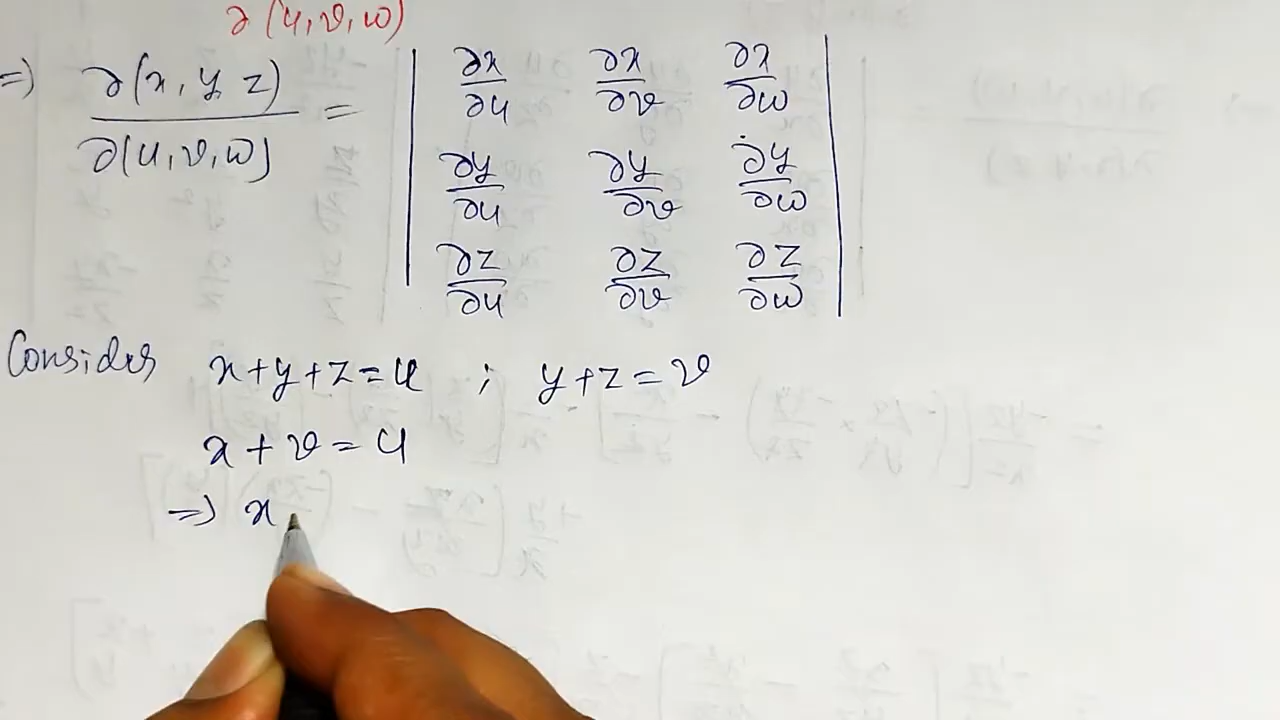 ∂(u,v,w)
=> ∂(x, y, z)/∂(u,v,w) = | ∂x/∂u ∂x/∂v ∂x/∂w |
| ∂y/∂u ∂y/∂v ∂y/∂w |
| ∂z/∂u ∂z/∂v ∂z/∂w |
Consider x+y+z=u ; y+z=v
x+v=u
=> x